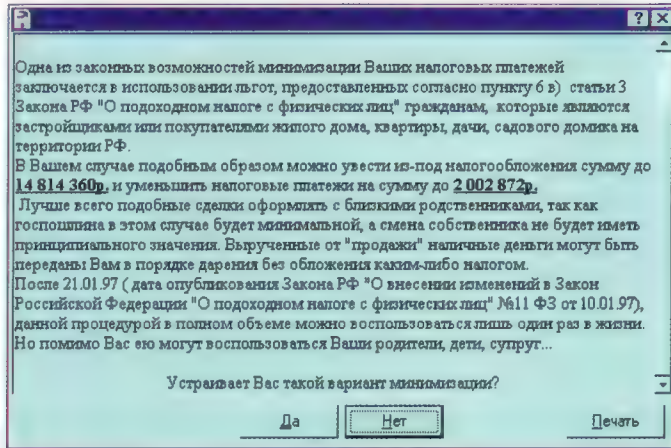 Одна из законных возможностей минимизации Ваших налоговых платежей
заключается в использовании льгот, предоставленных согласно пункту 6 в) статьи 3
Закона РФ "О подоходном налоге с физических лиц" гражданам, которые являются
застройщиками или покупателями жилого дома, квартиры, дачи, садового домика на
территории РФ.
В Вашем случае подобным образом можно увести из-под налогообложения сумму до
14 814 360р. и уменьшить налоговые платежи на сумму до 2 002 872р.
Лучше всего подобные сделки оформлять с близкими родственниками, так как
госпошлина в этом случае будет минимальной, а смена собственника не будет иметь
принципиального значения. Вырученные от "продажи" наличные деньги могут быть
переданы Вам в порядке дарения без обложения каким-либо налогом.
После 21.01.97 ( дата опубликования Закона РФ "О внесении изменений в Закон
Российской Федерации "О подоходном налоге с физических лиц" №11 ФЗ от 10.01.97),
данной процедурой в полном объеме можно воспользоваться лишь один раз в жизни.
Но помимо Вас ею могут воспользоваться Ваши родители, дети, супруг...
Устраивает Вас такой вариант минимизации?
Да Нет Печать